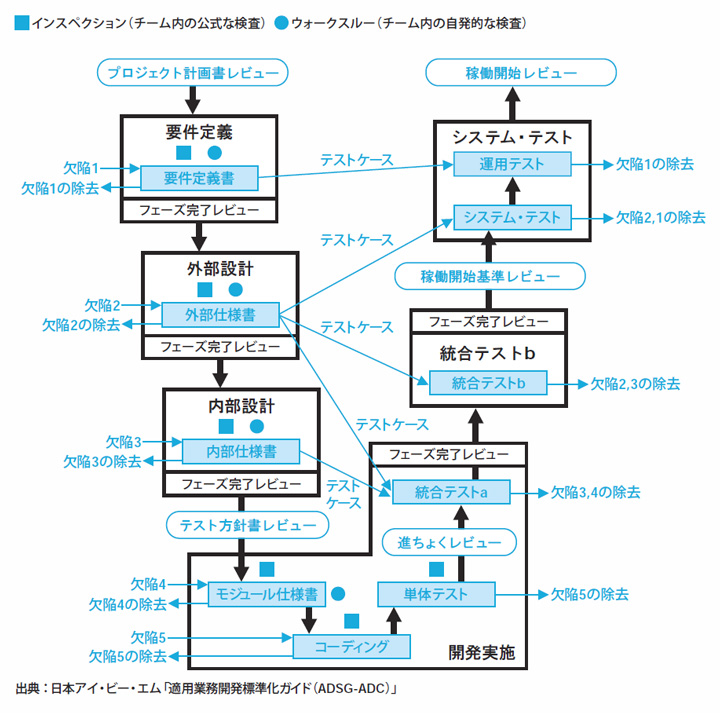 インスペクション（チーム内の公式な検査） ウォークスルー（チーム内の自発的な検査）
プロジェクト計画書レビュー
要件定義
欠陥1
要件定義書
欠陥1の除去
フェーズ完了レビュー
外部設計
欠陥2
外部仕様書
欠陥2の除去
フェーズ完了レビュー
内部設計
欠陥3
内部仕様書
欠陥3の除去
フェーズ完了レビュー
テスト方針書レビュー
欠陥4
モジュール仕様書
欠陥4の除去
欠陥5
コーディング
欠陥5の除去
開発実施
単体テスト
欠陥5の除去
進ちょくレビュー
統合テストa
欠陥3,4の除去
フェーズ完了レビュー
テスト
ケース
テストケース
テストケース
テストケース
テストケース
統合テストb
欠陥2,3の除去
統合テストb
フェーズ完了レビュー
稼働開始基準レビュー
システム・テスト
欠陥2,1の除去
運用テスト
欠陥1の除去
システム・テスト
稼働開始レビュー
出典：日本アイ・ビー・エム「適用業務開発標準化ガイド（ADSG-ADC）」